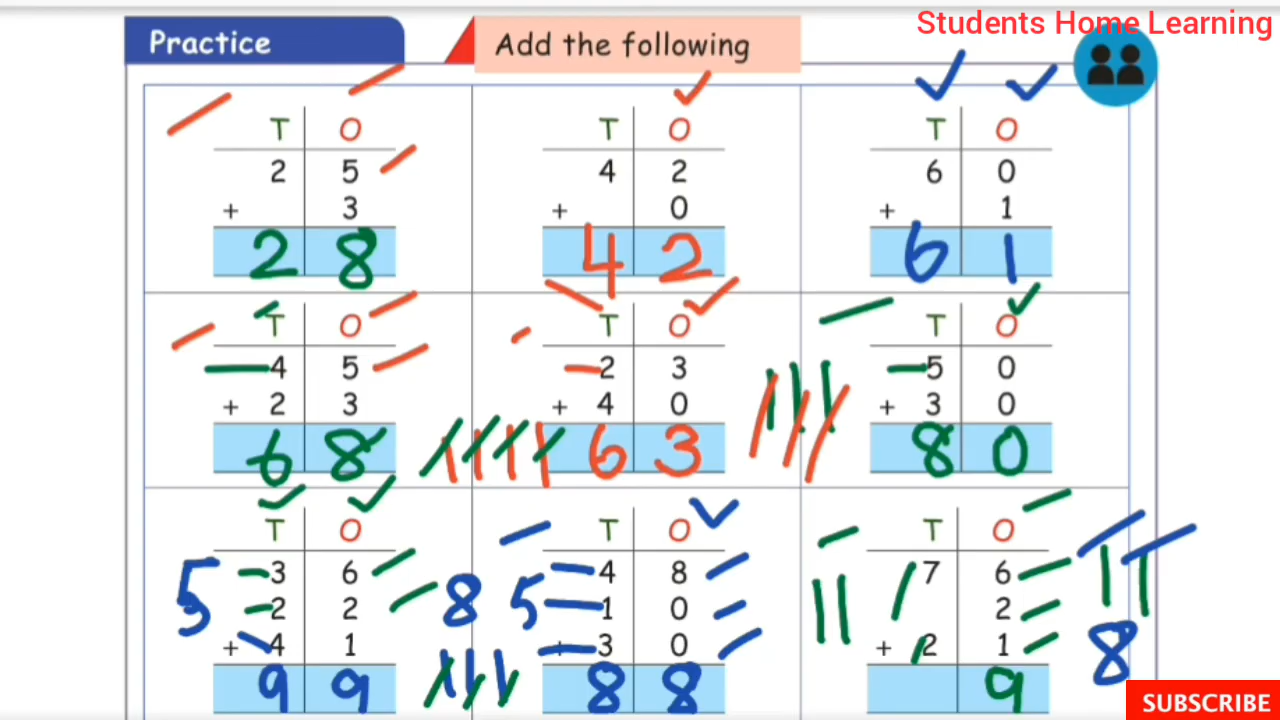 Students Home Learning
Practice
Add the following
T O
2 5
+ 3
2 8
T O
4 2
+ 0
4 2
T O
6 0
+ 1
6 1
T O
4 5
+ 2 3
6 8
T O
2 3
+ 4 0
6 3
T O
5 0
+ 3 0
8 0
T O
3 6
5 2 2
+ 4 1
9 9
T O
4 8
8 5 1 0
+ 3 0
8 8
T O
7 6
2
+ 2 1 8
9
SUBSCRIBE